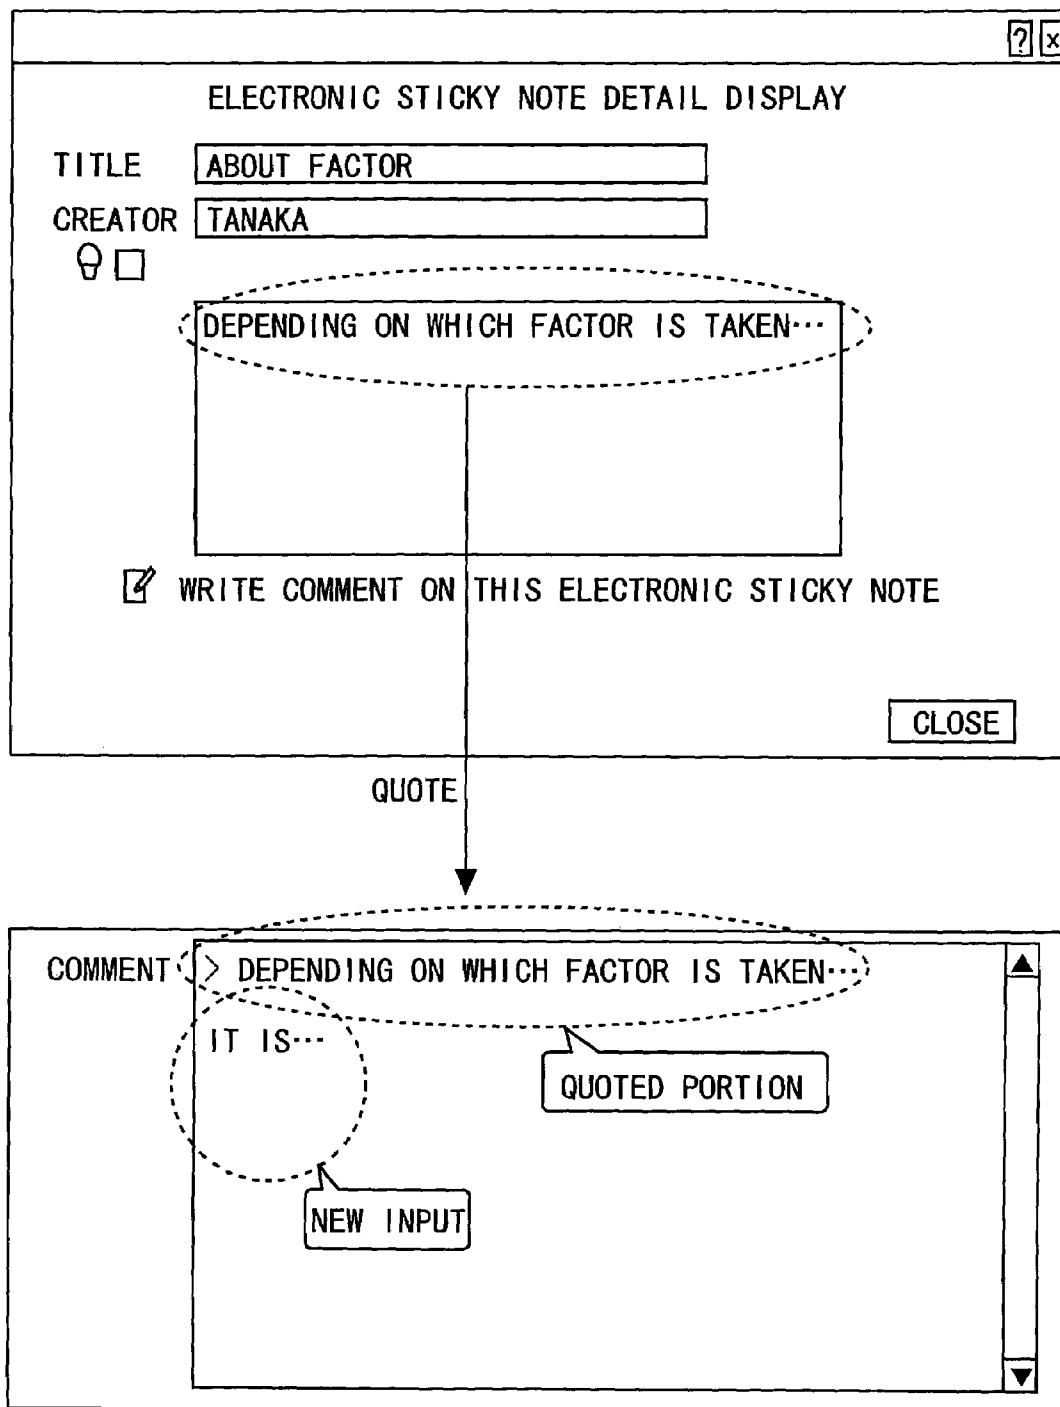 ? x
ELECTRONIC STICKY NOTE DETAIL DISPLAY
TITLE ABOUT FACTOR
CREATOR TANAKA
DEPENDING ON WHICH FACTOR IS TAKEN···
WRITE COMMENT ON THIS ELECTRONIC STICKY NOTE
CLOSE
QUOTE
COMMENT > DEPENDING ON WHICH FACTOR IS TAKEN···
IT IS···
QUOTED PORTION
NEW INPUT